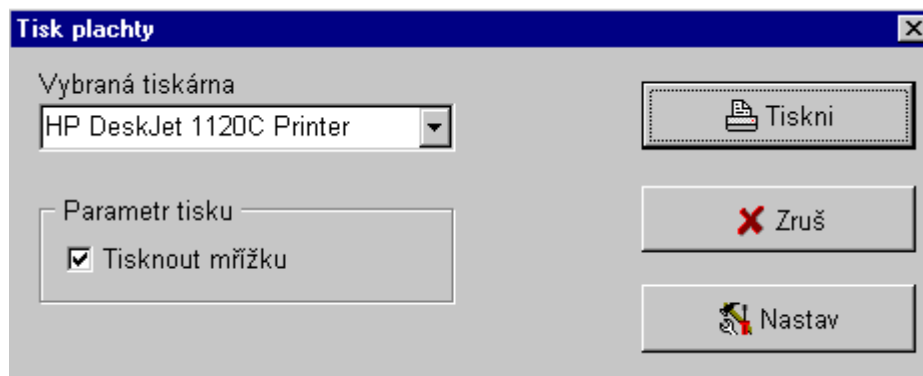 Tisk plachty
Vybraná tiskárna
HP DeskJet 1120C Printer
Tiskni
Parametr tisku
Tisknout mřížku
Zruš
Nastav